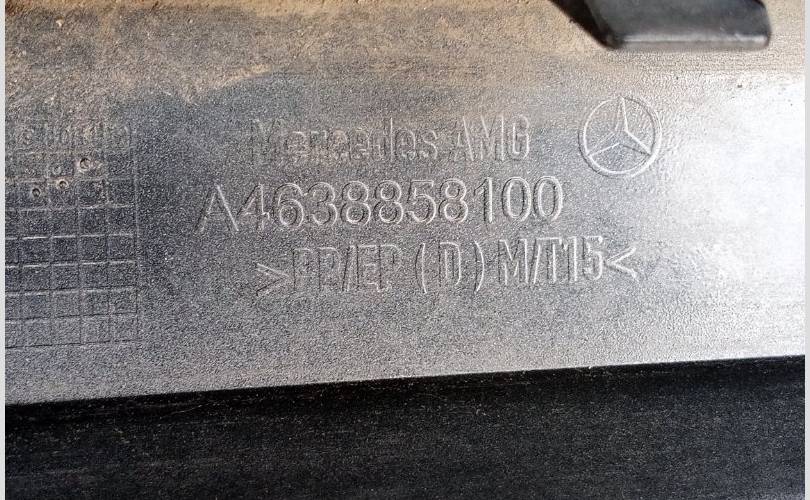 Mercedes AMG
A4638858100
>PP/EP (D) M/T15<